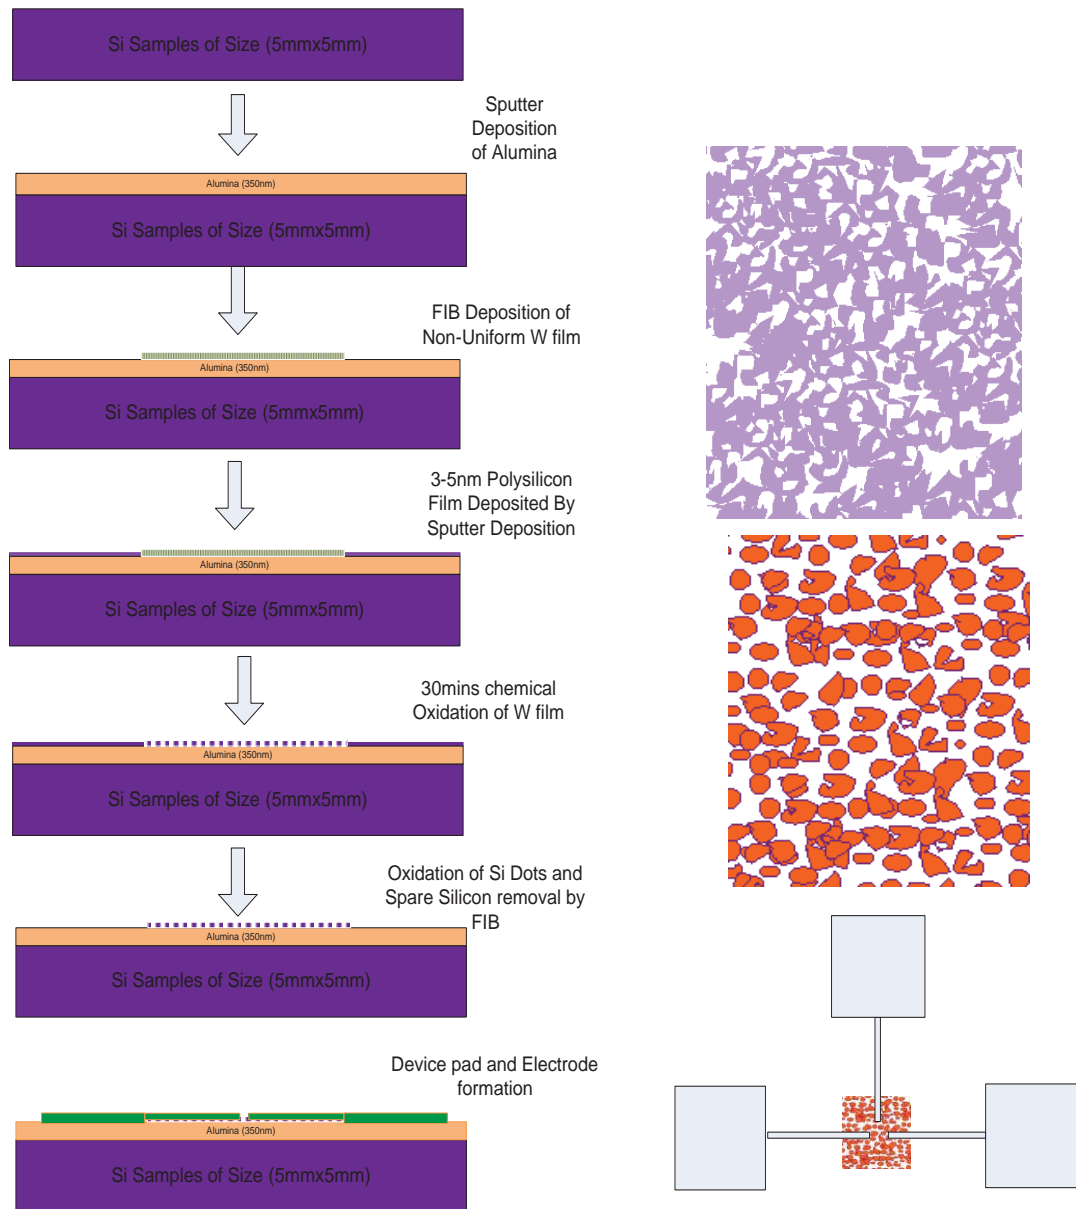 Si Samples of Size (5mmx5mm)
Sputter
Deposition
of Alumina
Alumina (350nm)
Si Samples of Size (5mmx5mm)
FIB Deposition of
Non-Uniform W film
Alumina (350nm)
Si Samples of Size (5mmx5mm)
3-5nm Polysilicon
Film Deposited By
Sputter Deposition
Alumina (350nm)
Si Samples of Size (5mmx5mm)
30mins chemical
Oxidation of W film
Alumina (350nm)
Si Samples of Size (5mmx5mm)
Oxidation of Si Dots and
Spare Silicon removal by
FIB
Alumina (350nm)
Si Samples of Size (5mmx5mm)
Device pad and Electrode
formation
Alumina (350nm)
Si Samples of Size (5mmx5mm)